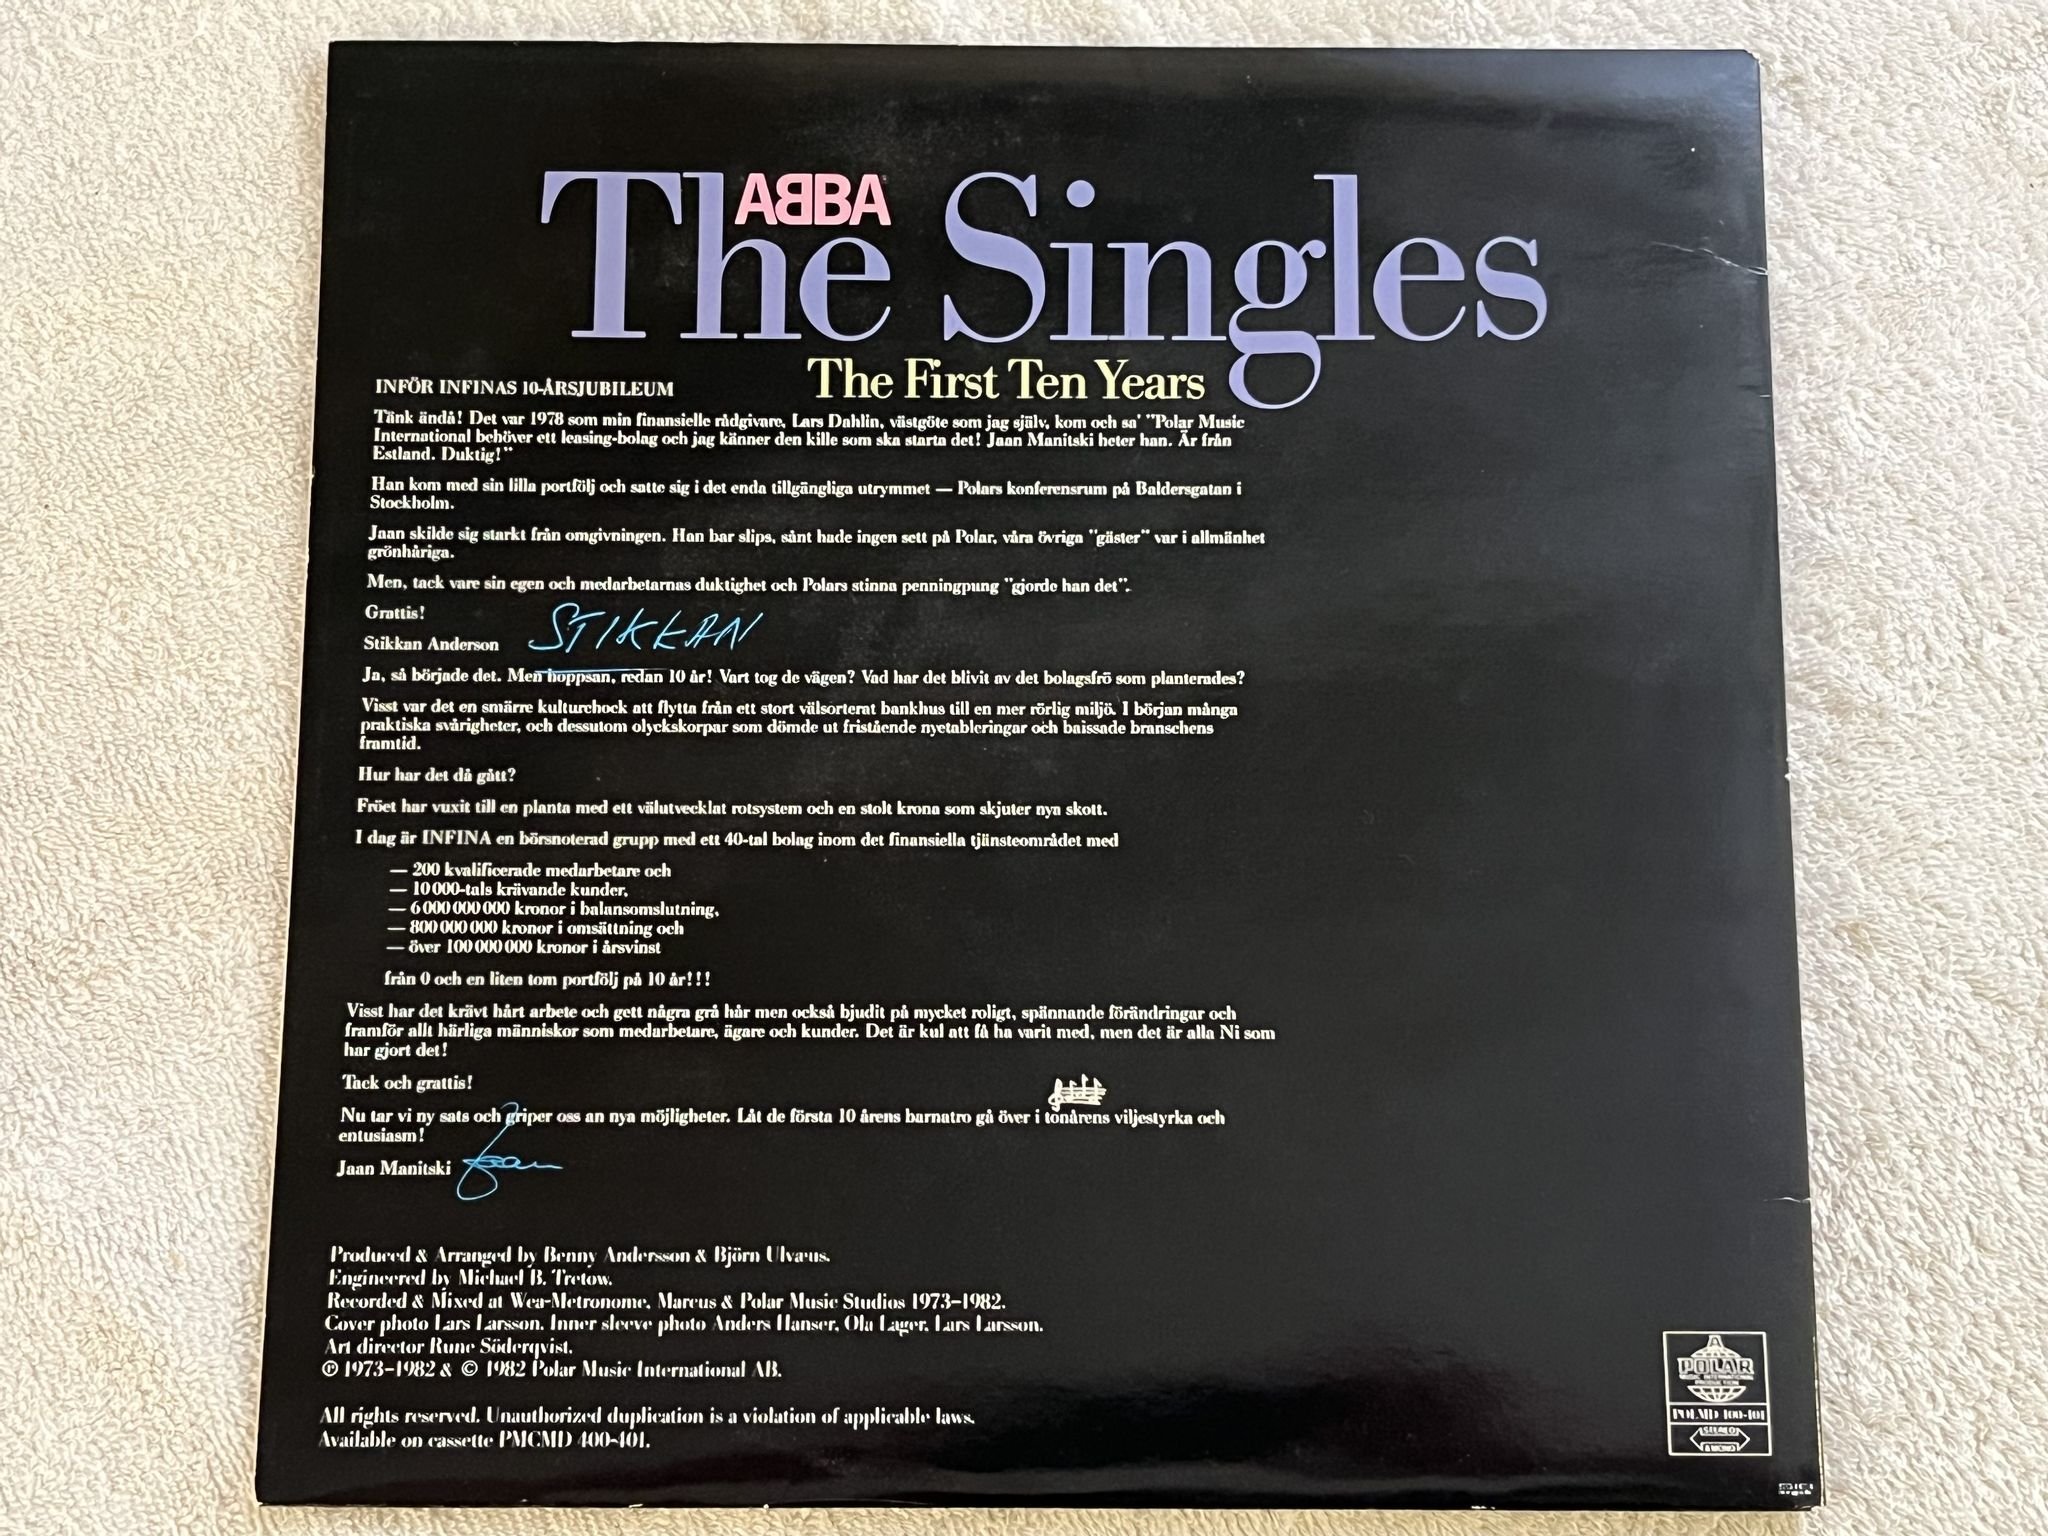 ABBA
The Singles
The First Ten Years
INFÖR INFINAS 10-ÅRSJUBILEUM
Tänk ändå! Det var 1978 som min finansielle rådgivare, Lars Dahlin, västgöte som jag själv, kom och sa' "Polar Music
International behöver ett leasing-bolag och jag känner den kille som ska starta det! Jaan Manitski heter han. Är från
Estland. Duktig!"
Han kom med sin lilla portfölj och satte sig i det enda tillgängliga utrymmet — Polars konferensrum på Baldersgatan i
Stockholm.
Jaan skilde sig starkt från omgivningen. Han bar slips, sånt hade ingen sett på Polar, våra övriga "gäster" var i allmänhet
grönhåriga.
Men, tack vare sin egen och medarbetarnas duktighet och Polars stinna penningpung "gjorde han det".
Grattis!
STIKKAN
Stikkan Anderson
Ja, så började det. Men hoppsan, redan 10 år! Vart tog de vägen? Vad har det blivit av det bolagsfrö som planterades?
Visst var det en smärre kulturchock att flytta från ett stort välsorterat bankhus till en mer rörlig miljö. I början många
praktiska svårigheter, och dessutom olyckskorpar som dömde ut fristående nyetableringar och baissade branschens
framtid.
Hur har det då gått?
Fröet har vuxit till en planta med ett välutvecklat rotsystem och en stolt krona som skjuter nya skott.
I dag är INFINA en börsnoterad grupp med ett 40-tal bolag inom det finansiella tjänsteområdet med
— 200 kvalificerade medarbetare och
— 10 000-tals krävande kunder,
— 6 000 000 000 kronor i balansomslutning,
— 800 000 000 kronor i omsättning och
— över 100 000 000 kronor i årsvinst
från 0 och en liten tom portfölj på 10 år!!!
Visst har det krävt hårt arbete och gett några grå hår men också bjudit på mycket roligt, spännande förändringar och
framför allt härliga människor som medarbetare, ägare och kunder. Det är kul att få ha varit med, men det är alla Ni som
har gjort det!
Tack och grattis!
Nu tar vi ny sats och griper oss an nya möjligheter. Låt de första 10 årens barnatro gå över i tonårens viljestyrka och
entusiasm!
Jaan Manitski Jaan
Produced & Arranged by Benny Andersson & Björn Ulvæus.
Engineered by Michael B. Tretow.
Recorded & Mixed at Wea-Metronome, Marcus & Polar Music Studios 1973–1982.
Cover photo Lars Larsson. Inner sleeve photo Anders Hanser, Ola Lager, Lars Larsson.
Art director Rune Söderqvist.
℗ 1973–1982 & © 1982 Polar Music International AB.
All rights reserved. Unauthorized duplication is a violation of applicable laws.
Available on cassette PMCMD 400-401.
POLAR
MUSIC INTERNATIONAL
PRODUCTION
POLMD 400-401
STEREO
& MONO